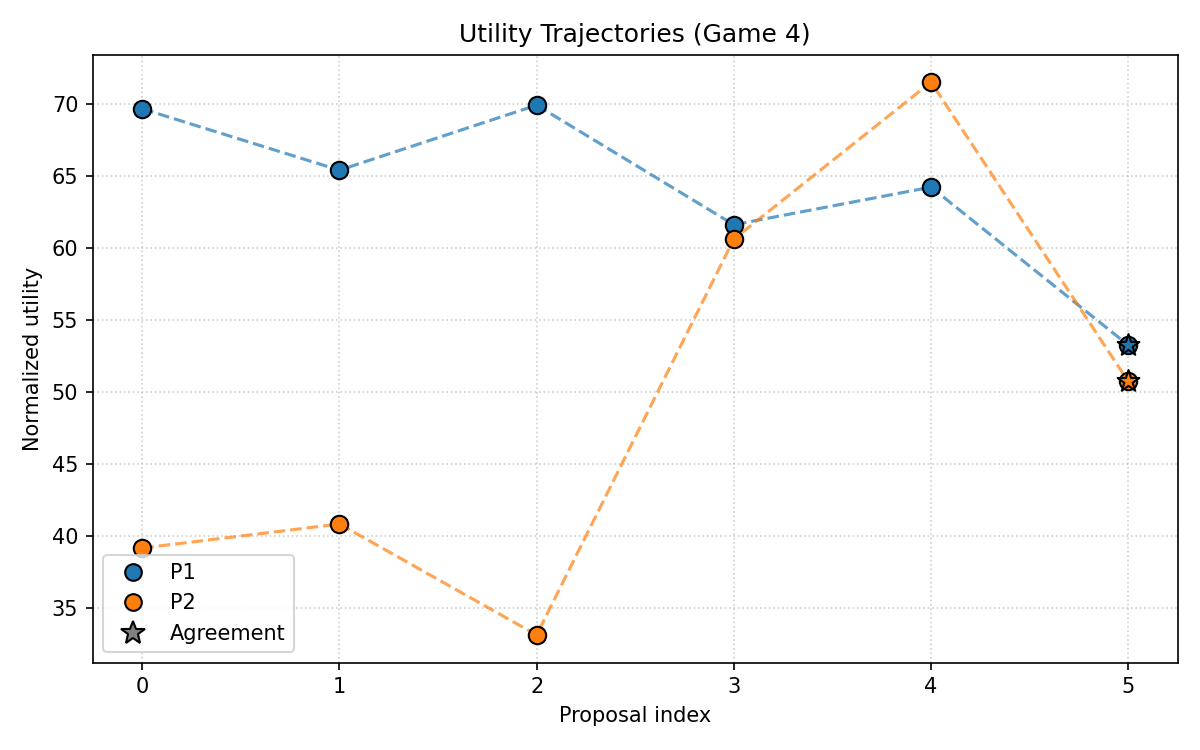 Utility Trajectories (Game 4)
Normalized utility
70
65
60
55
50
45
40
35
P1
P2
Agreement
0 1 2 3 4 5
Proposal index